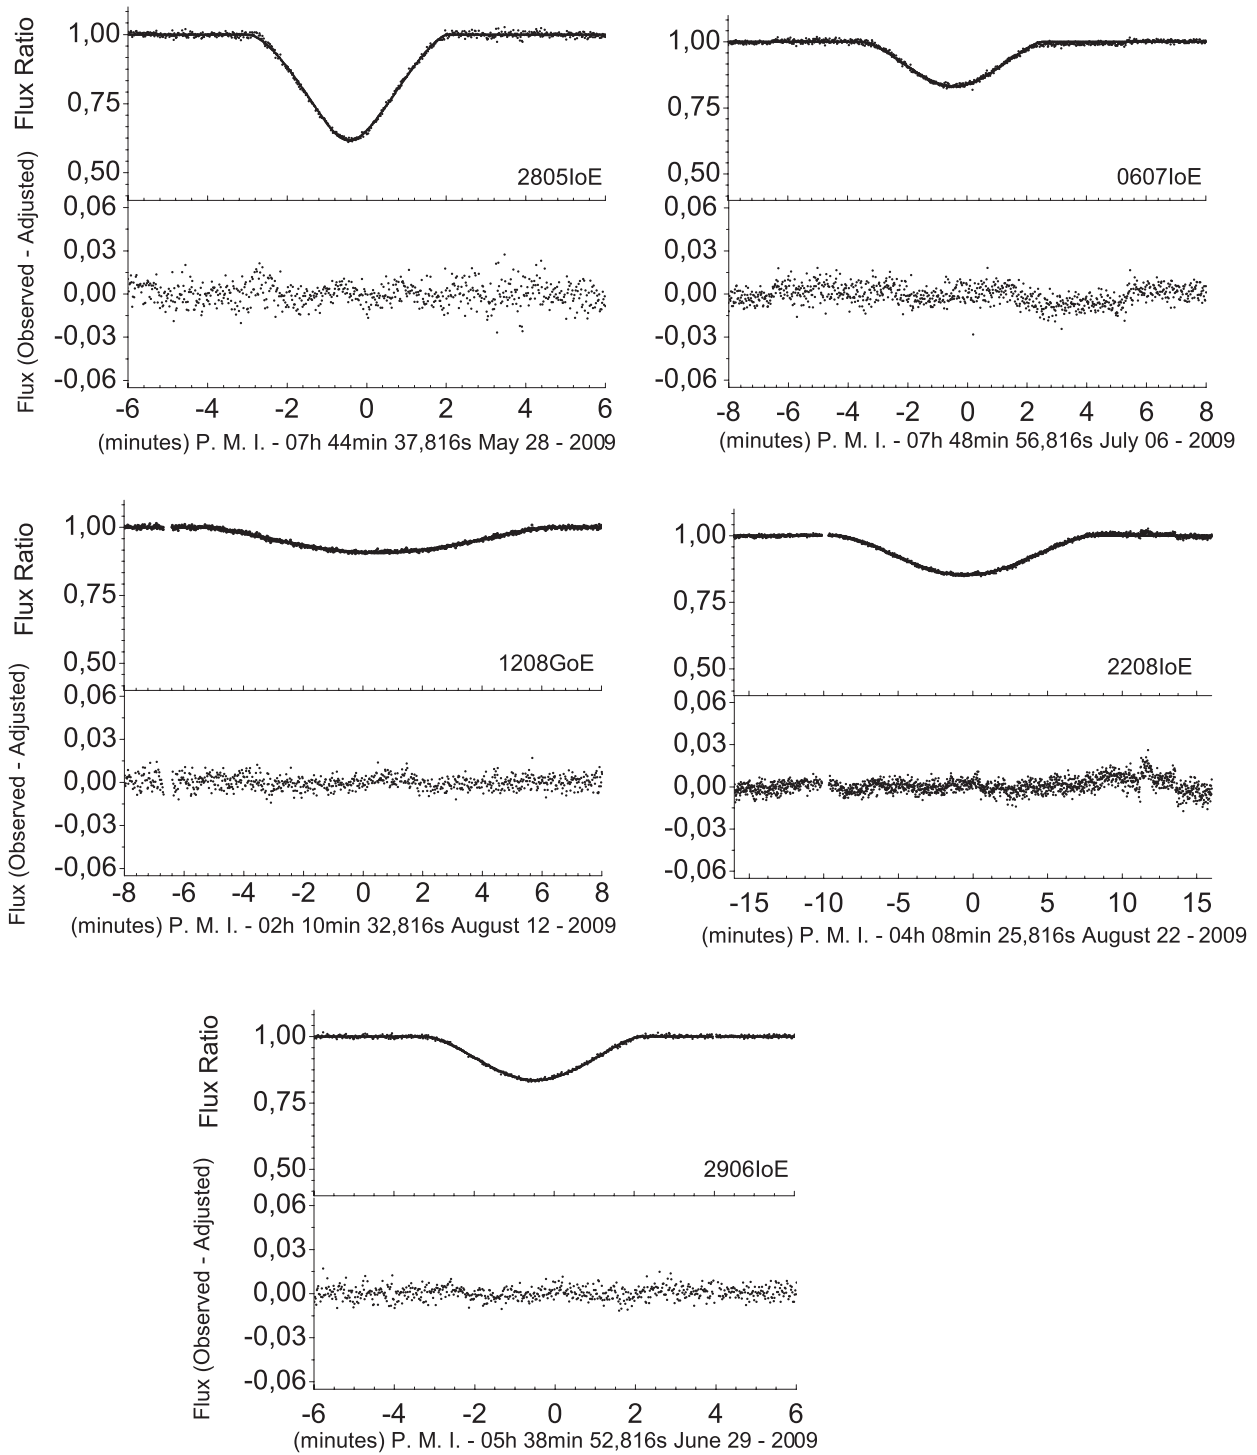 Flux Ratio
1,00
0,75
0,50
2805IoE
Flux (Observed - Adjusted)
0,06
0,03
0,00
-0,03
-0,06
-6 -4 -2 0 2 4 6
(minutes) P. M. I. - 07h 44min 37,816s May 28 - 2009
1,00
0,75
0,50
0607IoE
0,06
0,03
0,00
-0,03
-0,06
-8 -6 -4 -2 0 2 4 6 8
(minutes) P. M. I. - 07h 48min 56,816s July 06 - 2009
Flux Ratio
1,00
0,75
0,50
1208GoE
Flux (Observed - Adjusted)
0,06
0,03
0,00
-0,03
-0,06
-8 -6 -4 -2 0 2 4 6 8
(minutes) P. M. I. - 02h 10min 32,816s August 12 - 2009
1,00
0,75
0,50
2208IoE
0,06
0,03
0,00
-0,03
-0,06
-15 -10 -5 0 5 10 15
(minutes) P. M. I. - 04h 08min 25,816s August 22 - 2009
Flux Ratio
1,00
0,75
0,50
2906IoE
Flux (Observed - Adjusted)
0,06
0,03
0,00
-0,03
-0,06
-6 -4 -2 0 2 4 6
(minutes) P. M. I. - 05h 38min 52,816s June 29 - 2009